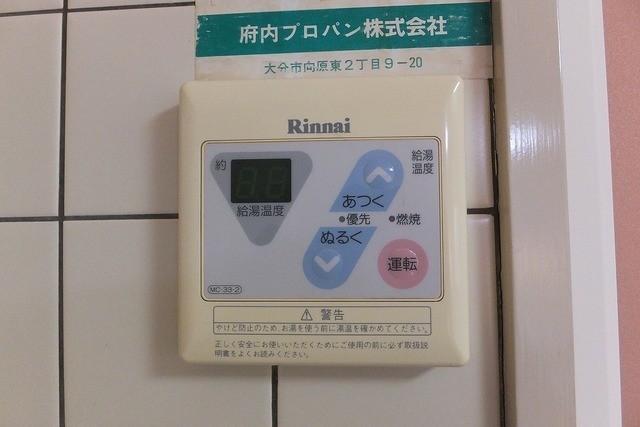 府内プロパン株式会社
大分市向原東2丁目9-20
Rinnai
約
給湯温度
給湯
温度
あつく
●優先 ●燃焼
ぬるく
運転
MC-33-2
⚠ 警告
やけど防止のため、お湯を使う前に湯温を確かめてください。
正しく安全にお使いいただくためにご使用の前に必ず取扱説
明書をよくお読みください。